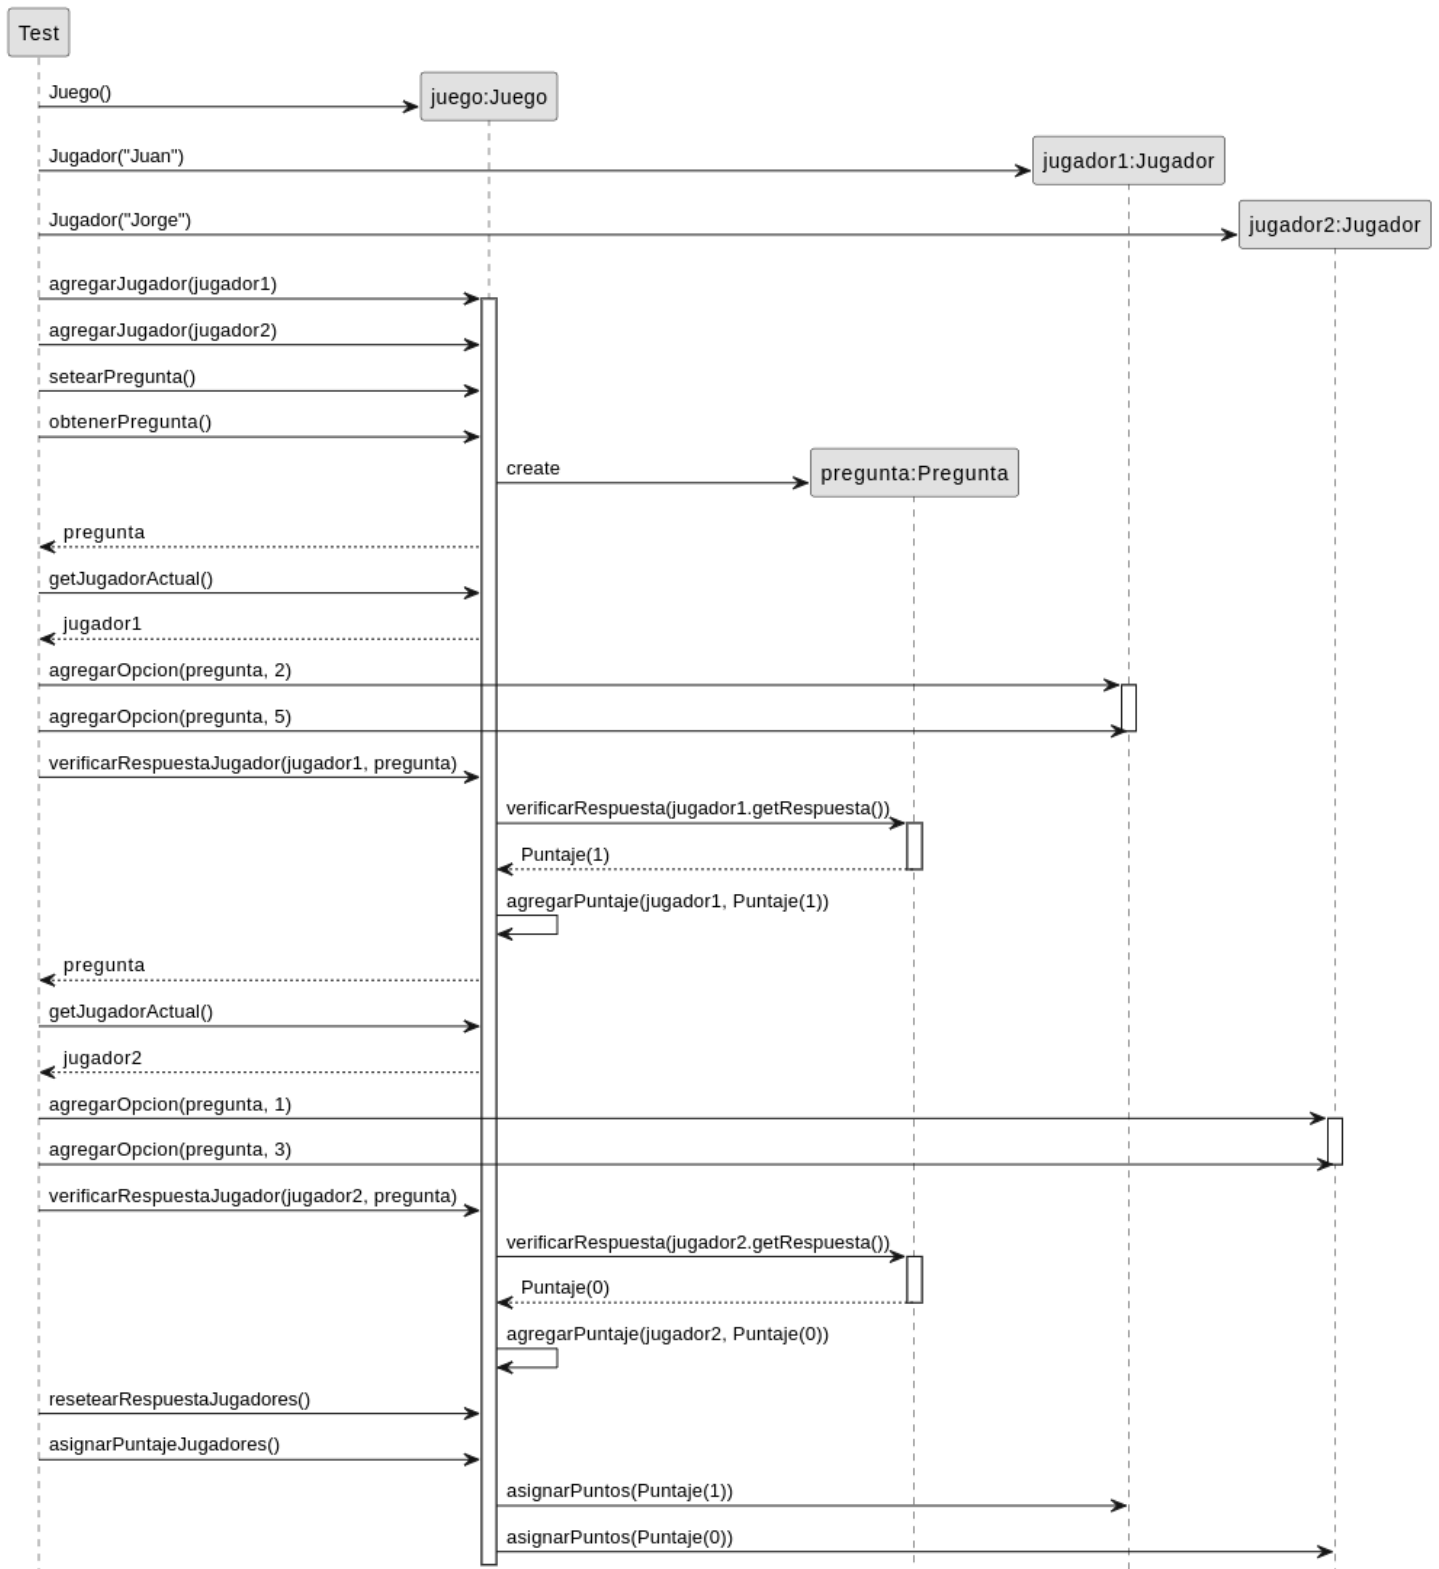 Test
Juego()
juego:Juego
Jugador("Juan")
jugador1:Jugador
Jugador("Jorge")
jugador2:Jugador
agregarJugador(jugador1)
agregarJugador(jugador2)
setearPregunta()
obtenerPregunta()
create
pregunta:Pregunta
pregunta
getJugadorActual()
jugador1
agregarOpcion(pregunta, 2)
agregarOpcion(pregunta, 5)
verificarRespuestaJugador(jugador1, pregunta)
verificarRespuesta(jugador1.getRespuesta())
Puntaje(1)
agregarPuntaje(jugador1, Puntaje(1))
pregunta
getJugadorActual()
jugador2
agregarOpcion(pregunta, 1)
agregarOpcion(pregunta, 3)
verificarRespuestaJugador(jugador2, pregunta)
verificarRespuesta(jugador2.getRespuesta())
Puntaje(0)
agregarPuntaje(jugador2, Puntaje(0))
resetearRespuestaJugadores()
asignarPuntajeJugadores()
asignarPuntos(Puntaje(1))
asignarPuntos(Puntaje(0))